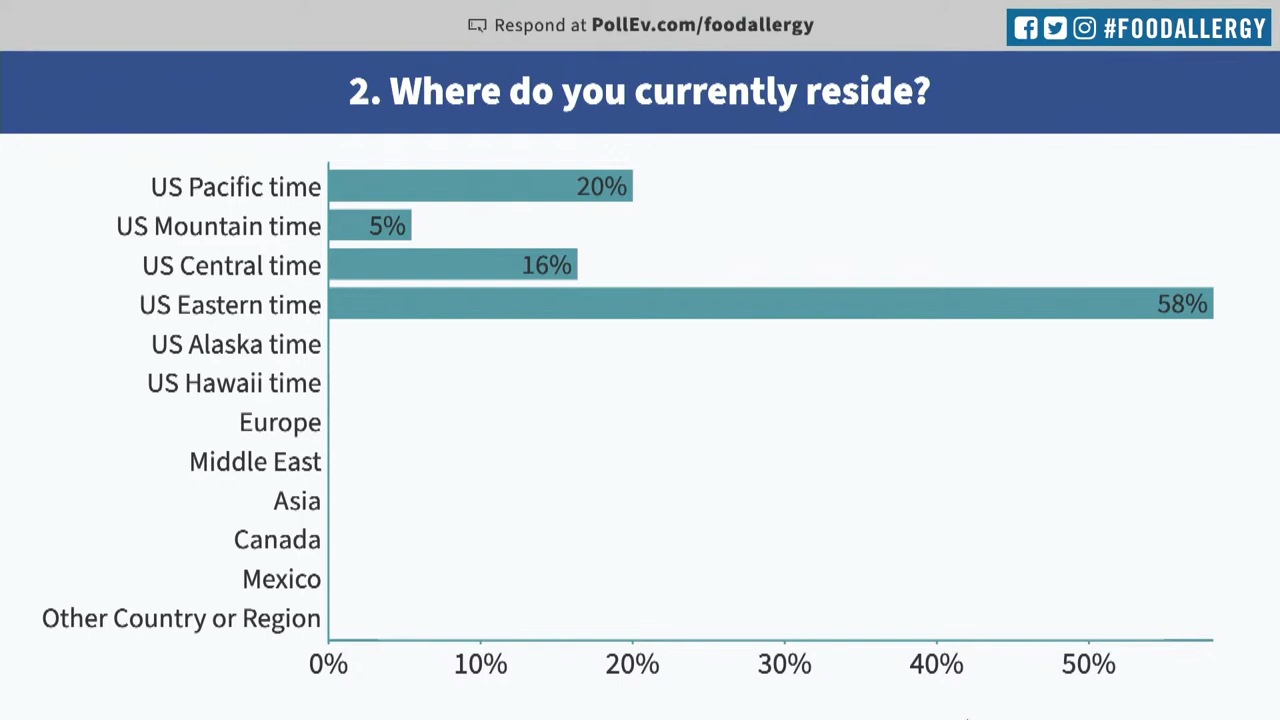 Respond at PollEv.com/foodallergy
#FOODALLERGY
2. Where do you currently reside?
US Pacific time 20%
US Mountain time 5%
US Central time 16%
US Eastern time 58%
US Alaska time
US Hawaii time
Europe
Middle East
Asia
Canada
Mexico
Other Country or Region
0% 10% 20% 30% 40% 50%